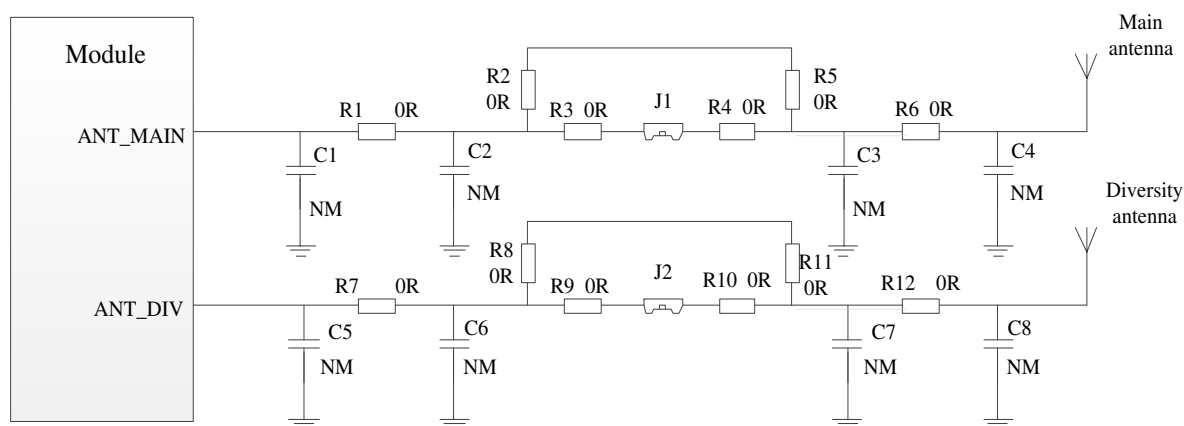 Module
ANT_MAIN
R1 0R
C1
NM
C2
NM
R2
0R
R3 0R
J1
R4 0R
R5
0R
C3
NM
R6 0R
C4
NM
Main
antenna
ANT_DIV
R7 0R
C5
NM
C6
NM
R8
0R
R9 0R
J2
R10 0R
R11
0R
C7
NM
R12 0R
C8
NM
Diversity
antenna